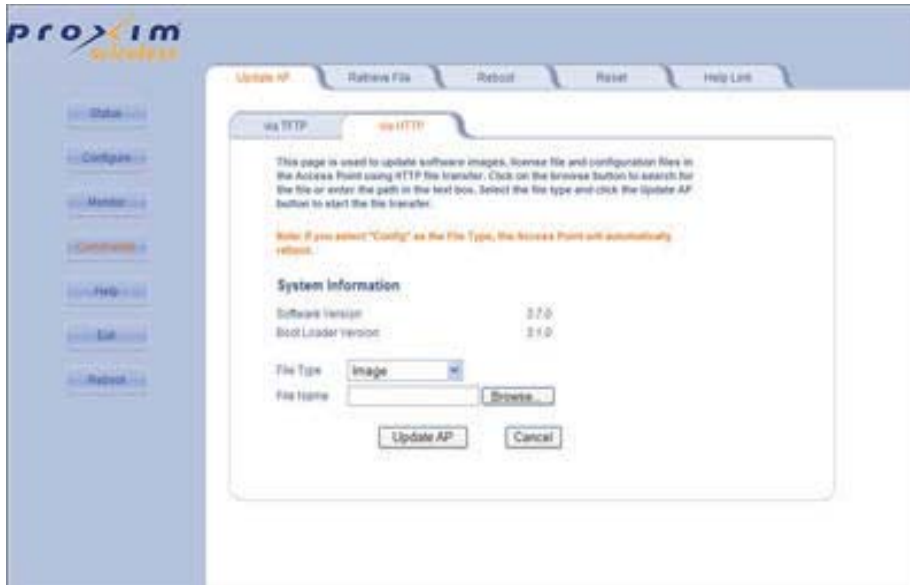 proxim
wireless
Update AP
Retrieve File
Reboot
Reset
Help Link
Status
Configure
Monitor
Commands
Help
Exit
Reboot
via TFTP
via HTTP
This page is used to update software images, license file and configuration files in
the Access Point using HTTP file transfer. Click on the browse button to search for
the file or enter the path in the text box. Select the file type and click the Update AP
button to start the file transfer.
Note: If you select "Config" as the File Type, the Access Point will automatically
reboot.
System Information
Software Version
Boot Loader Version
File Type
Image
File Name
Browse...
Update AP
Cancel